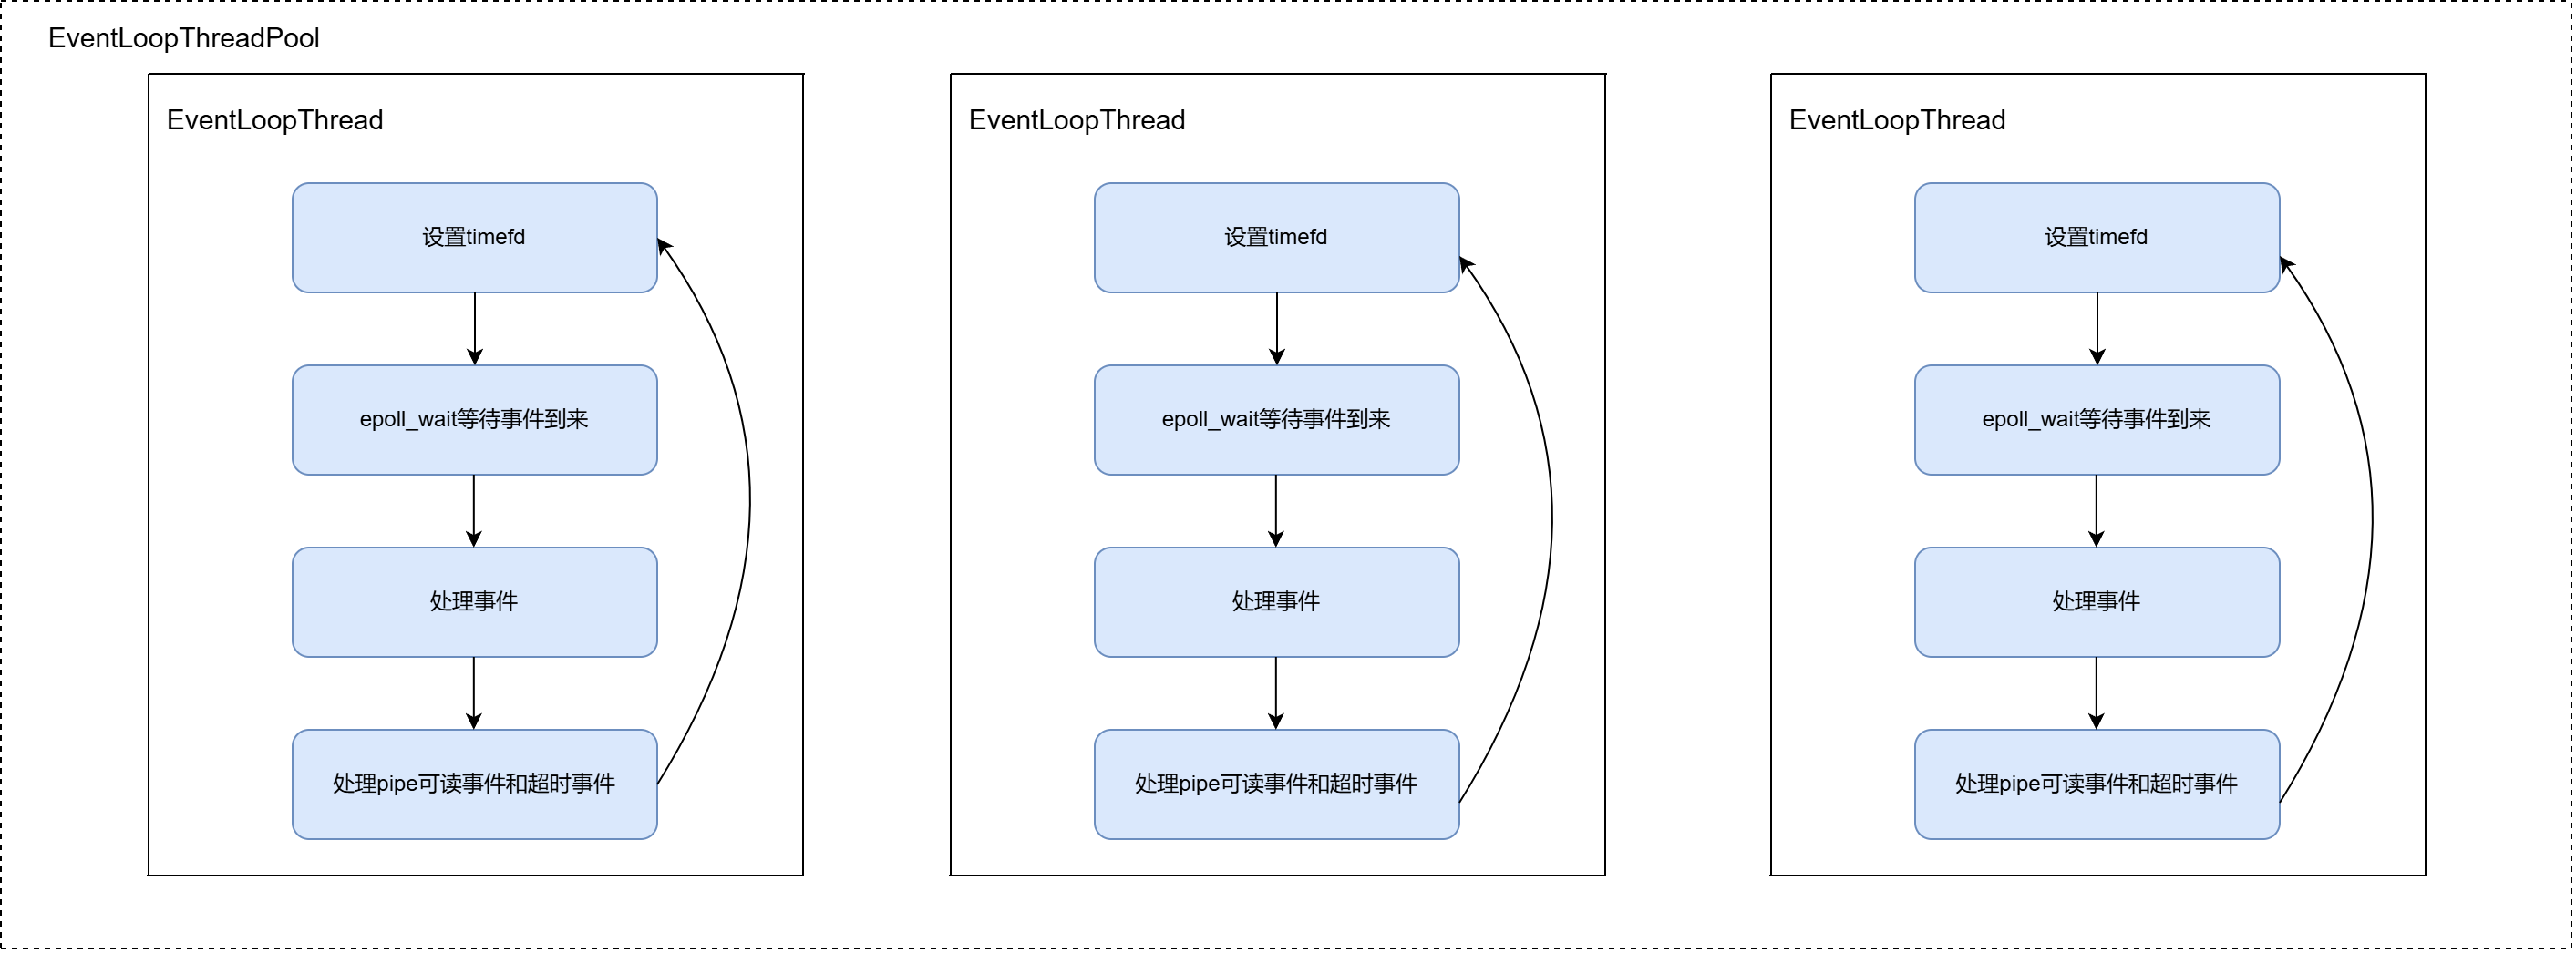 EventLoopThreadPool
EventLoopThread
设置timefd
epoll_wait等待事件到来
处理事件
处理pipe可读事件和超时事件
EventLoopThread
设置timefd
epoll_wait等待事件到来
处理事件
处理pipe可读事件和超时事件
EventLoopThread
设置timefd
epoll_wait等待事件到来
处理事件
处理pipe可读事件和超时事件